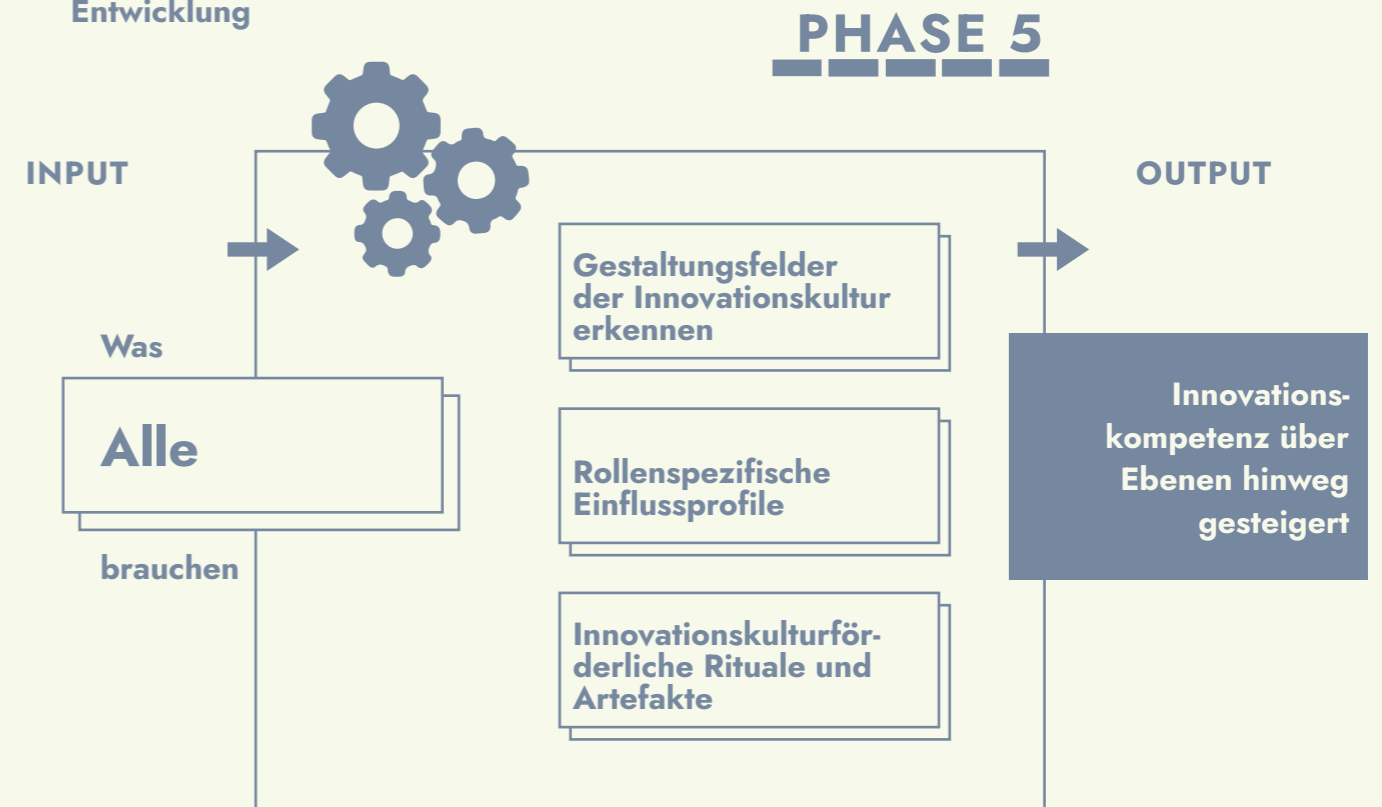 Entwicklung
PHASE 5
INPUT
OUTPUT
Was
Alle
brauchen
Gestaltungsfelder
der Innovationskultur
erkennen
Rollenspezifische
Einflussprofile
Innovationskulturför-
derliche Rituale und
Artefakte
Innovations-
kompetenz über
Ebenen hinweg
gesteigert